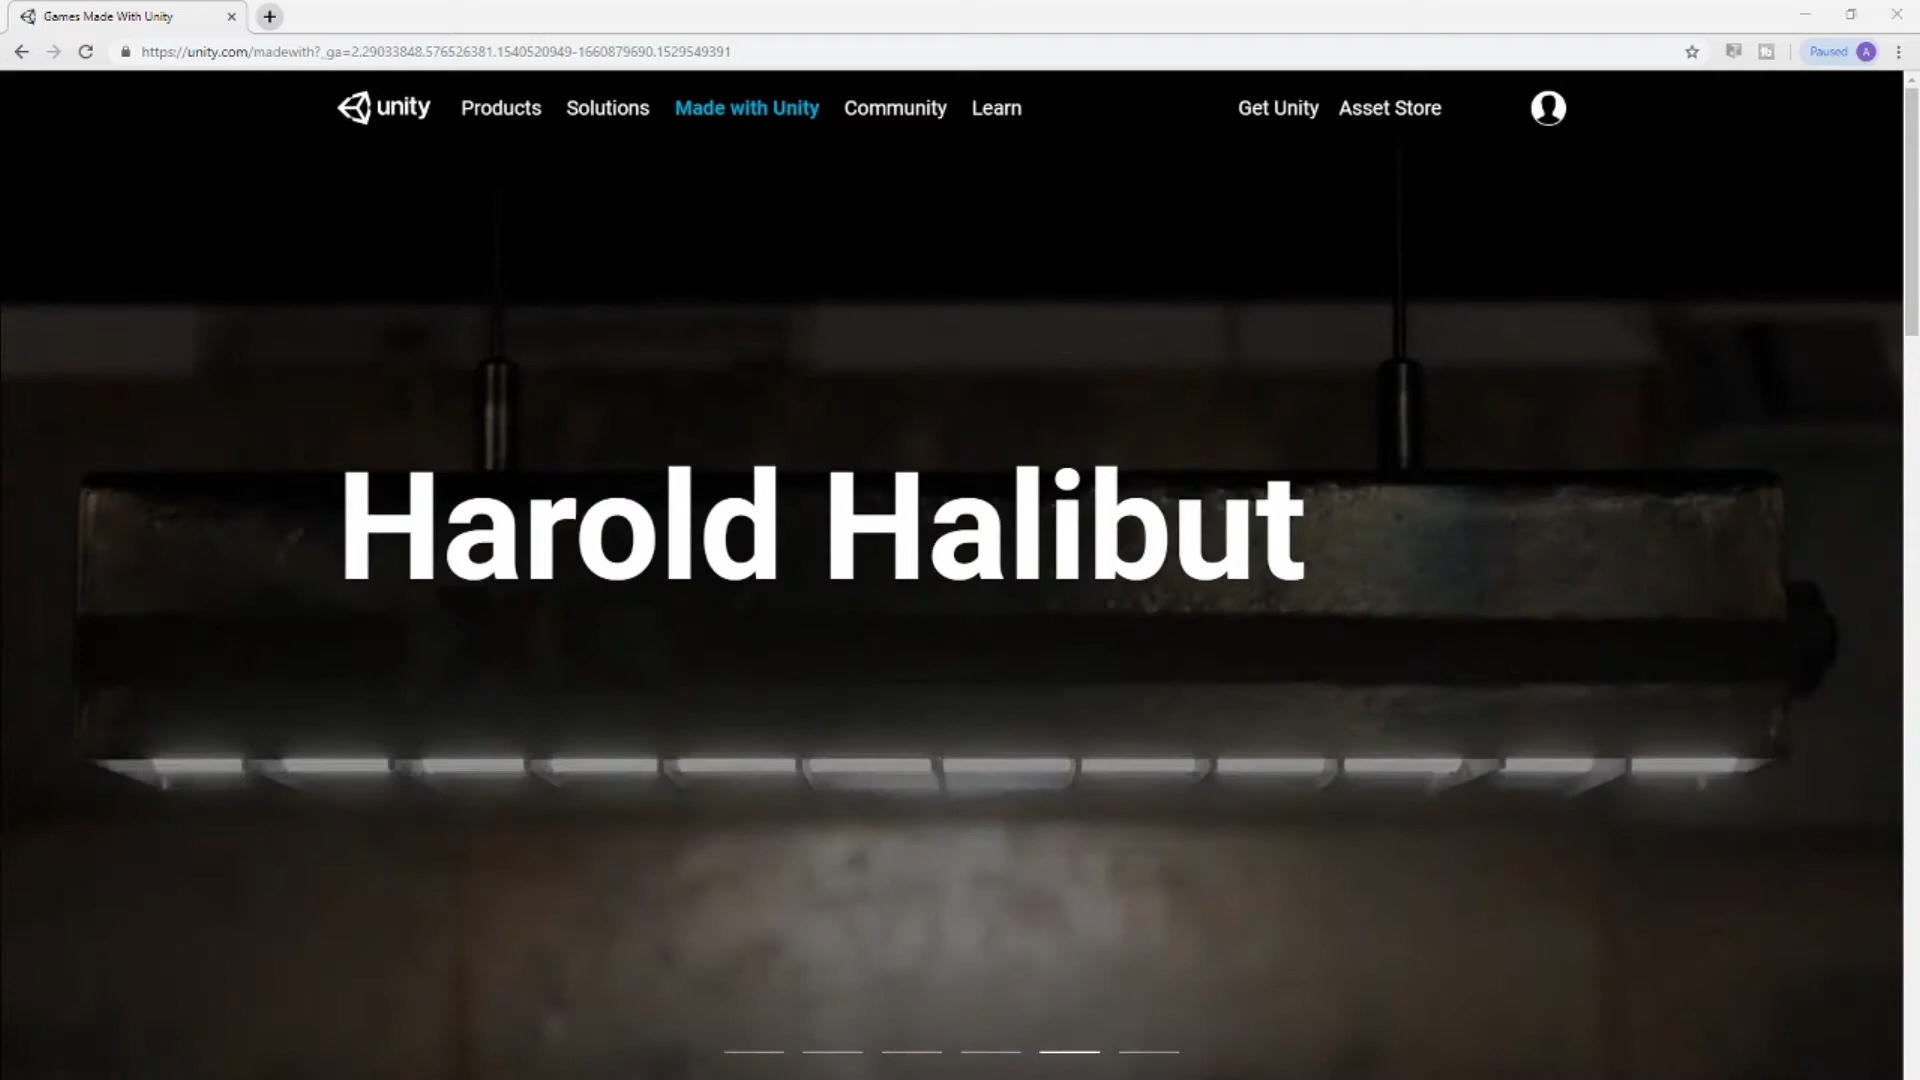 Games Made With Unity
https://unity.com/madewith?_ga=2.29033848.576526381.1540520949-1660879690.1529549391
Paused A
unity Products Solutions Made with Unity Community Learn Get Unity Asset Store
Harold Halibut